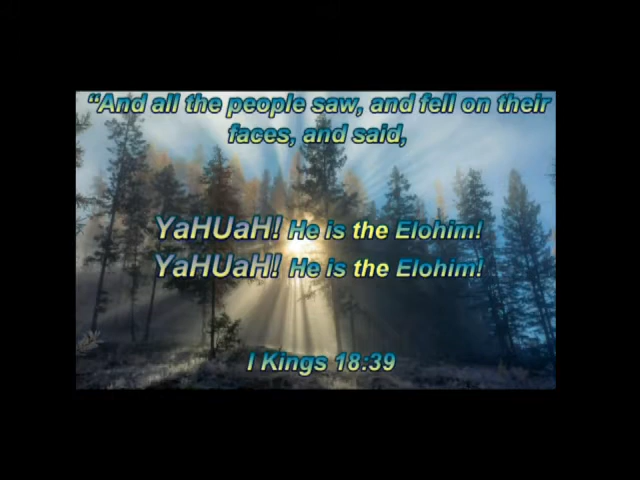 “And all the people saw, and fell on their
faces, and said,
YaHUaH! He is the Elohim!
YaHUaH! He is the Elohim!
I Kings 18:39